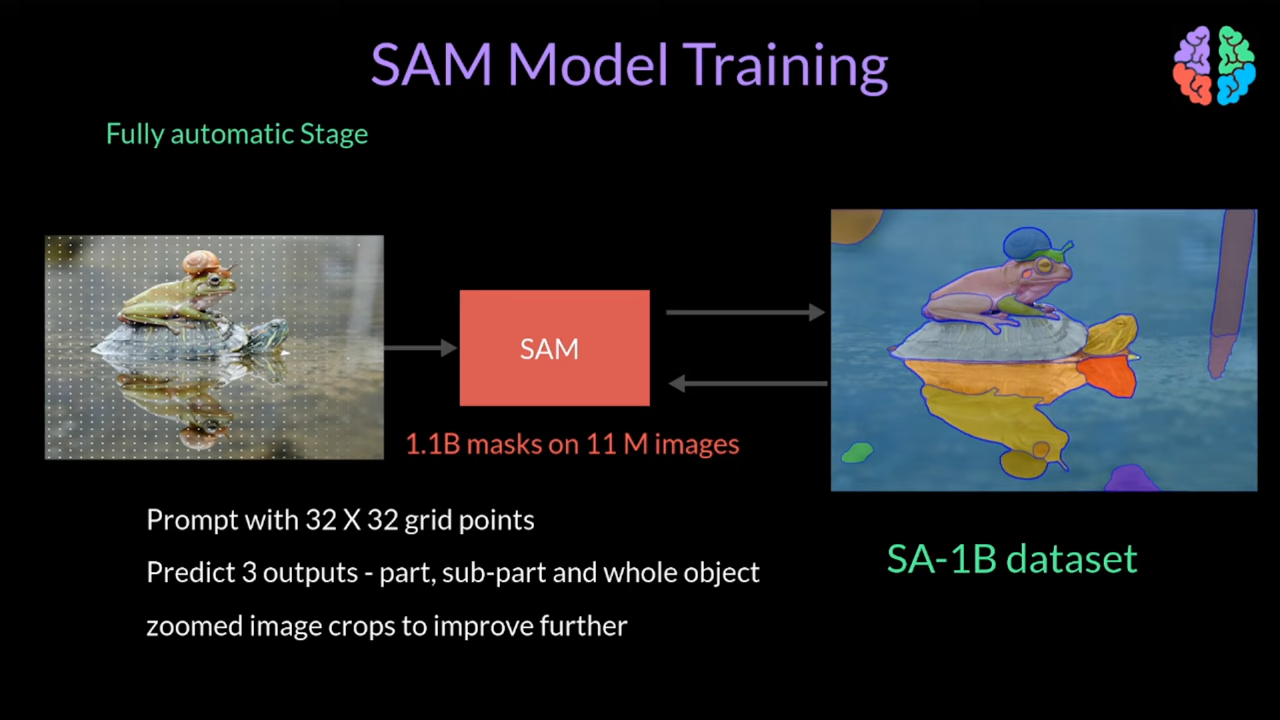 SAM Model Training
Fully automatic Stage
SAM
1.1B masks on 11 M images
Prompt with 32 X 32 grid points
Predict 3 outputs - part, sub-part and whole object
zoomed image crops to improve further
SA-1B dataset